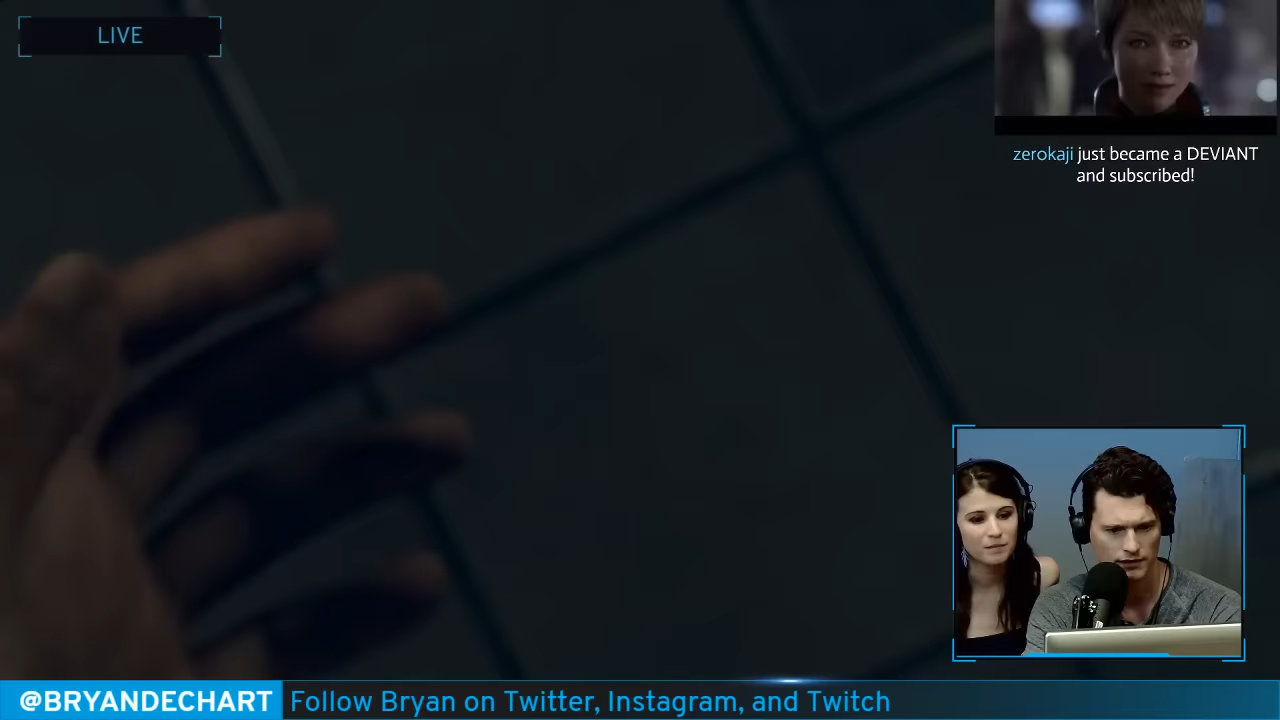 LIVE
zerokaji just became a DEVIANT
and subscribed!
@BRYANDECHART
Follow Bryan on Twitter, Instagram, and Twitch